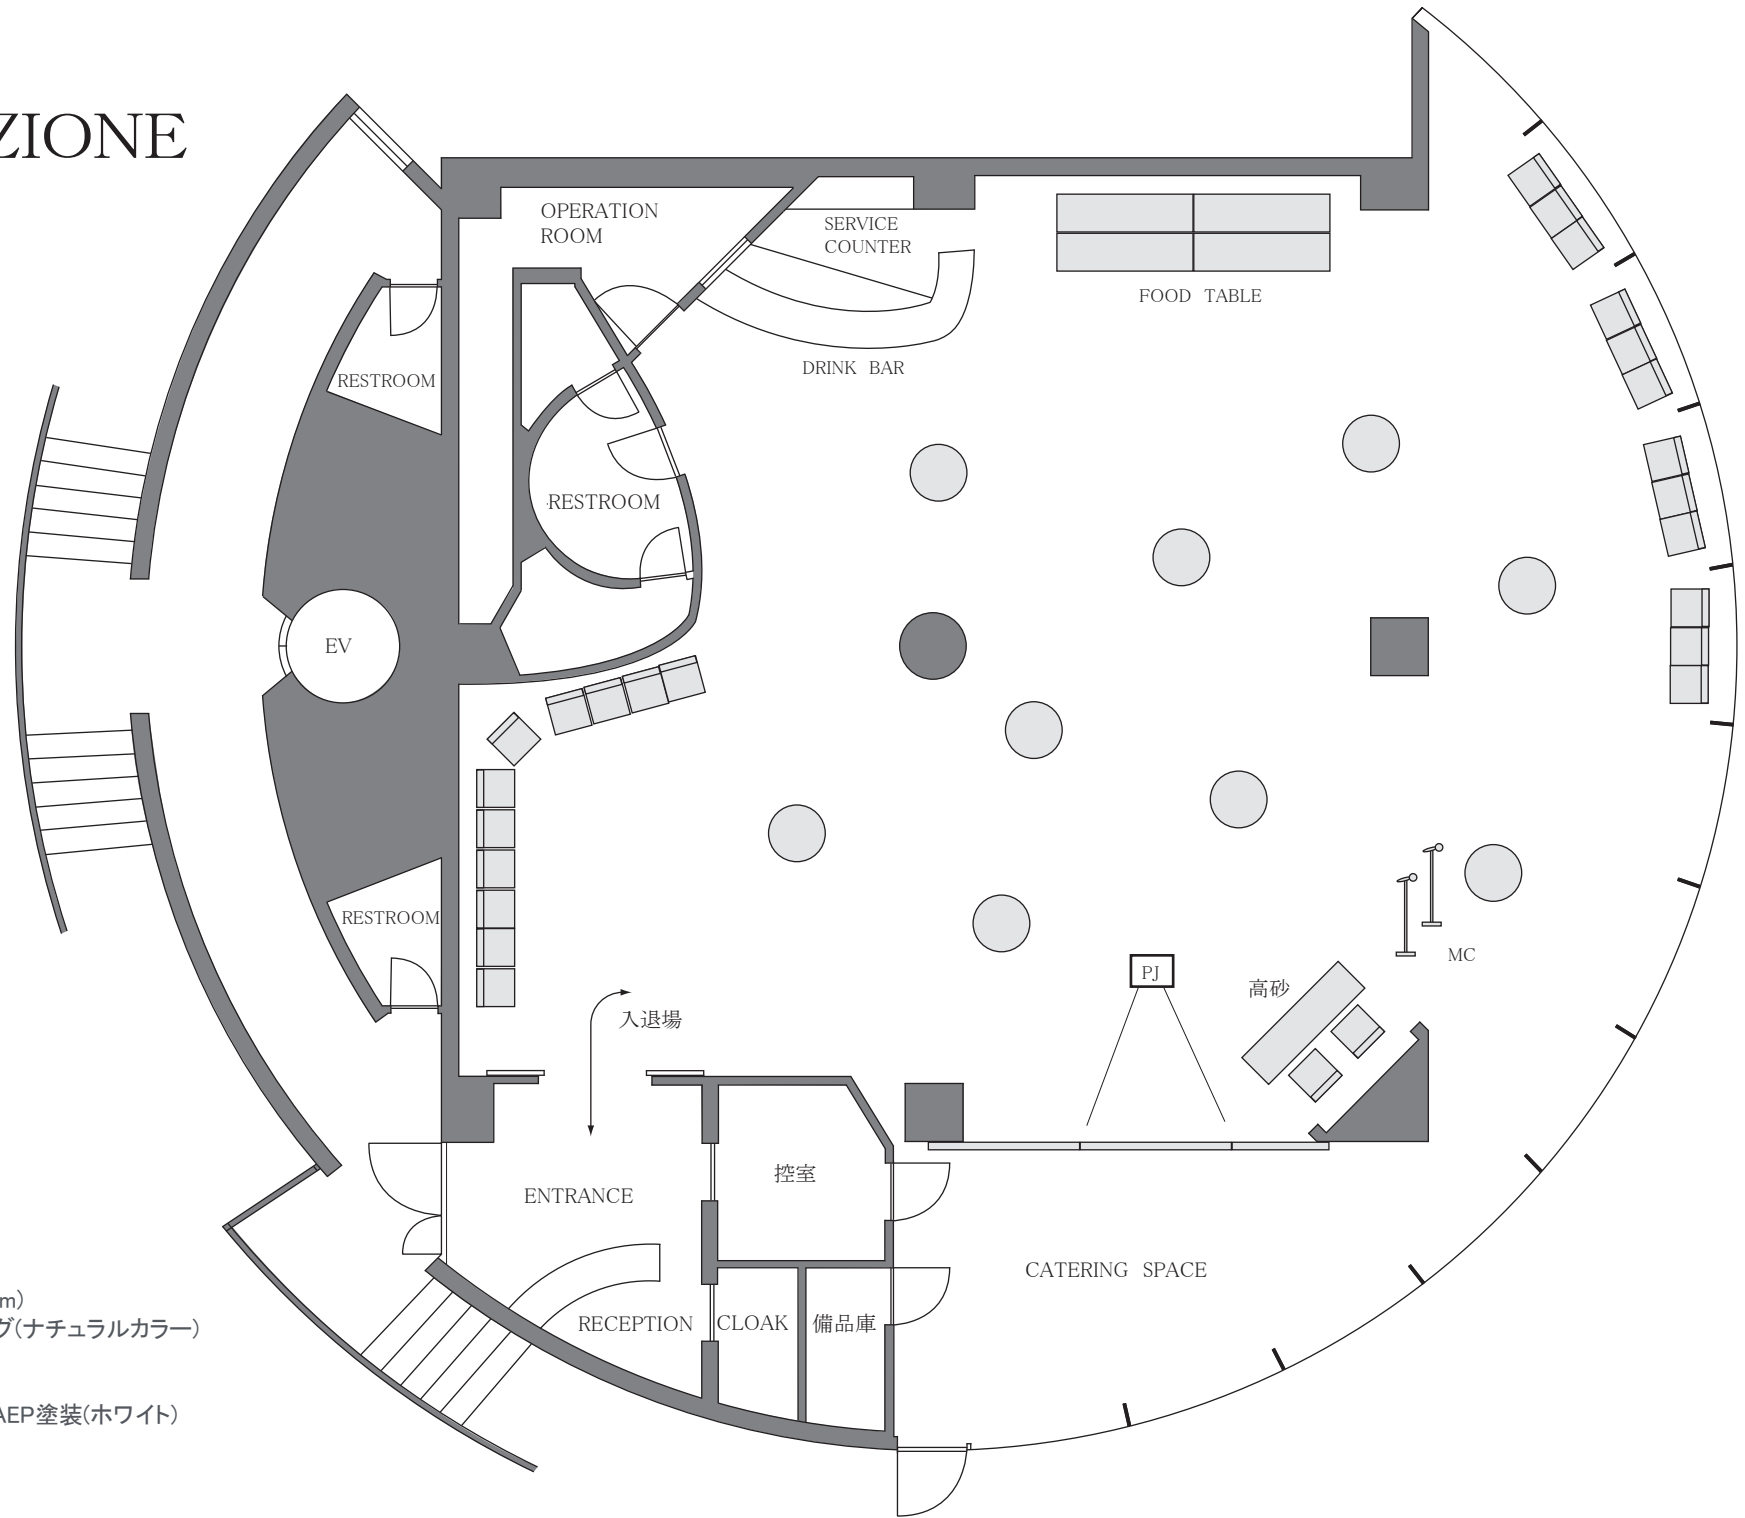 ZIONE
OPERATION
ROOM
SERVICE
COUNTER
FOOD TABLE
DRINK BAR
RESTROOM
RESTROOM
EV
RESTROOM
MC
PJ
高砂
入退場
控室
ENTRANCE
CATERING SPACE
RECEPTION
CLOAK
備品庫
m)
グ(ナチュラルカラー)
AEP塗装(ホワイト)